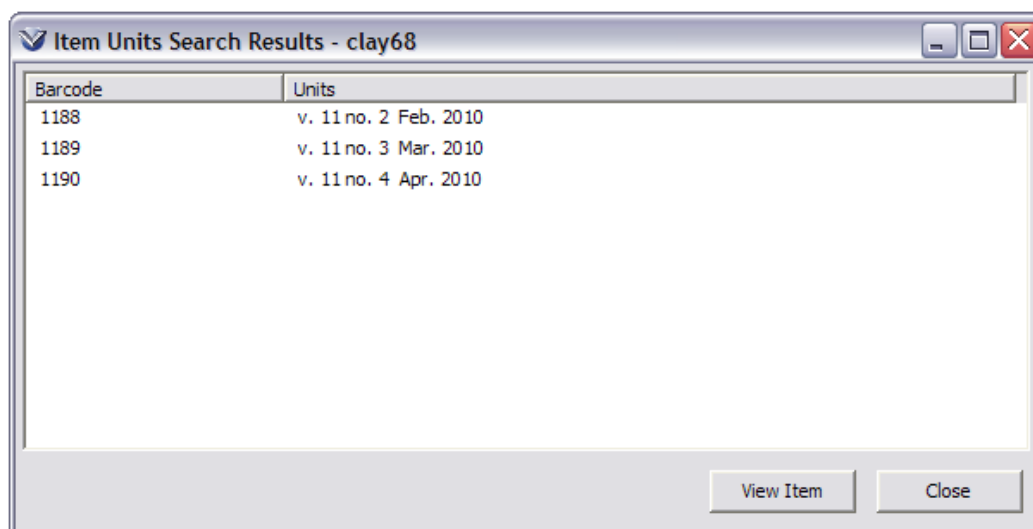 Item Units Search Results - clay68
Barcode Units
1188 v. 11 no. 2 Feb. 2010
1189 v. 11 no. 3 Mar. 2010
1190 v. 11 no. 4 Apr. 2010
View Item Close